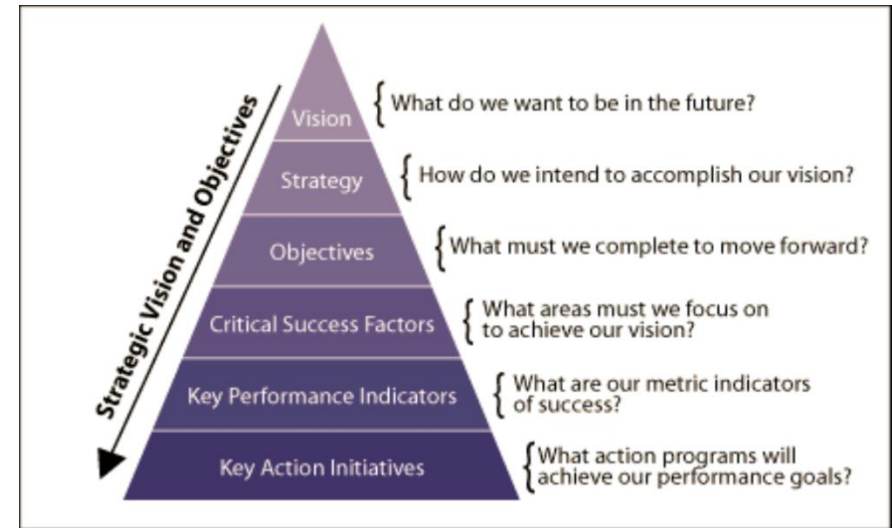 Strategic Vision and Objectives
Vision
What do we want to be in the future?
Strategy
How do we intend to accomplish our vision?
Objectives
What must we complete to move forward?
Critical Success Factors
What areas must we focus on
to achieve our vision?
Key Performance Indicators
What are our metric indicators
of success?
Key Action Initiatives
What action programs will
achieve our performance goals?